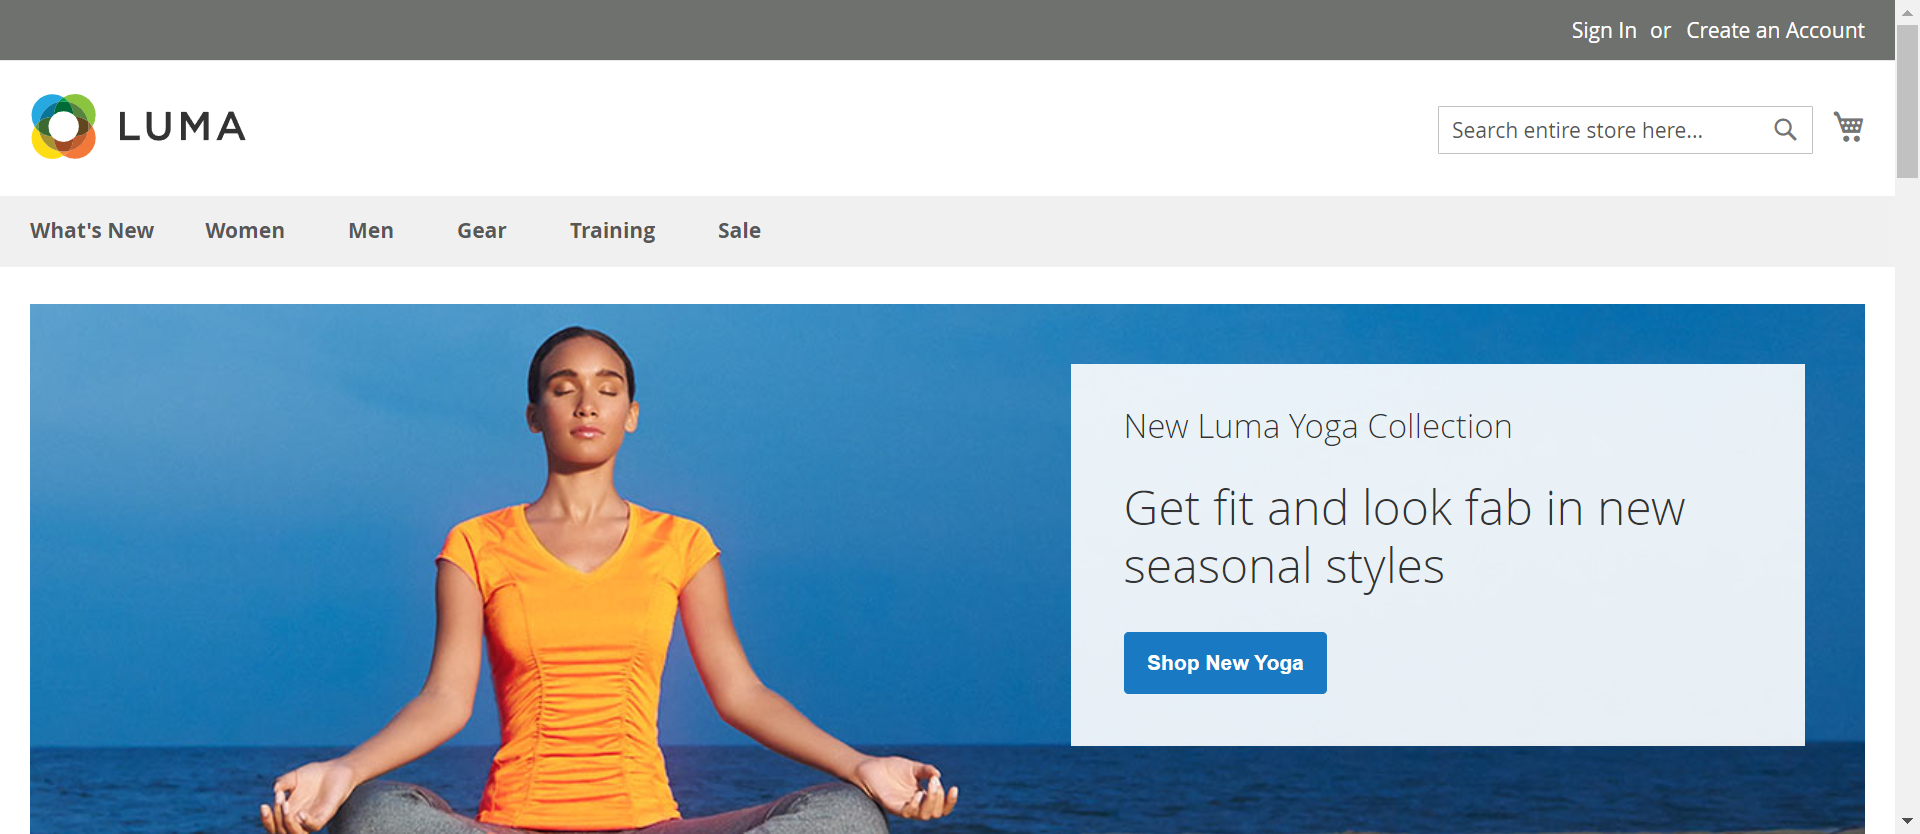 Sign In or Create an Account
LUMA
Search entire store here...
What's New Women Men Gear Training Sale
New Luma Yoga Collection
Get fit and look fab in new
seasonal styles
Shop New Yoga